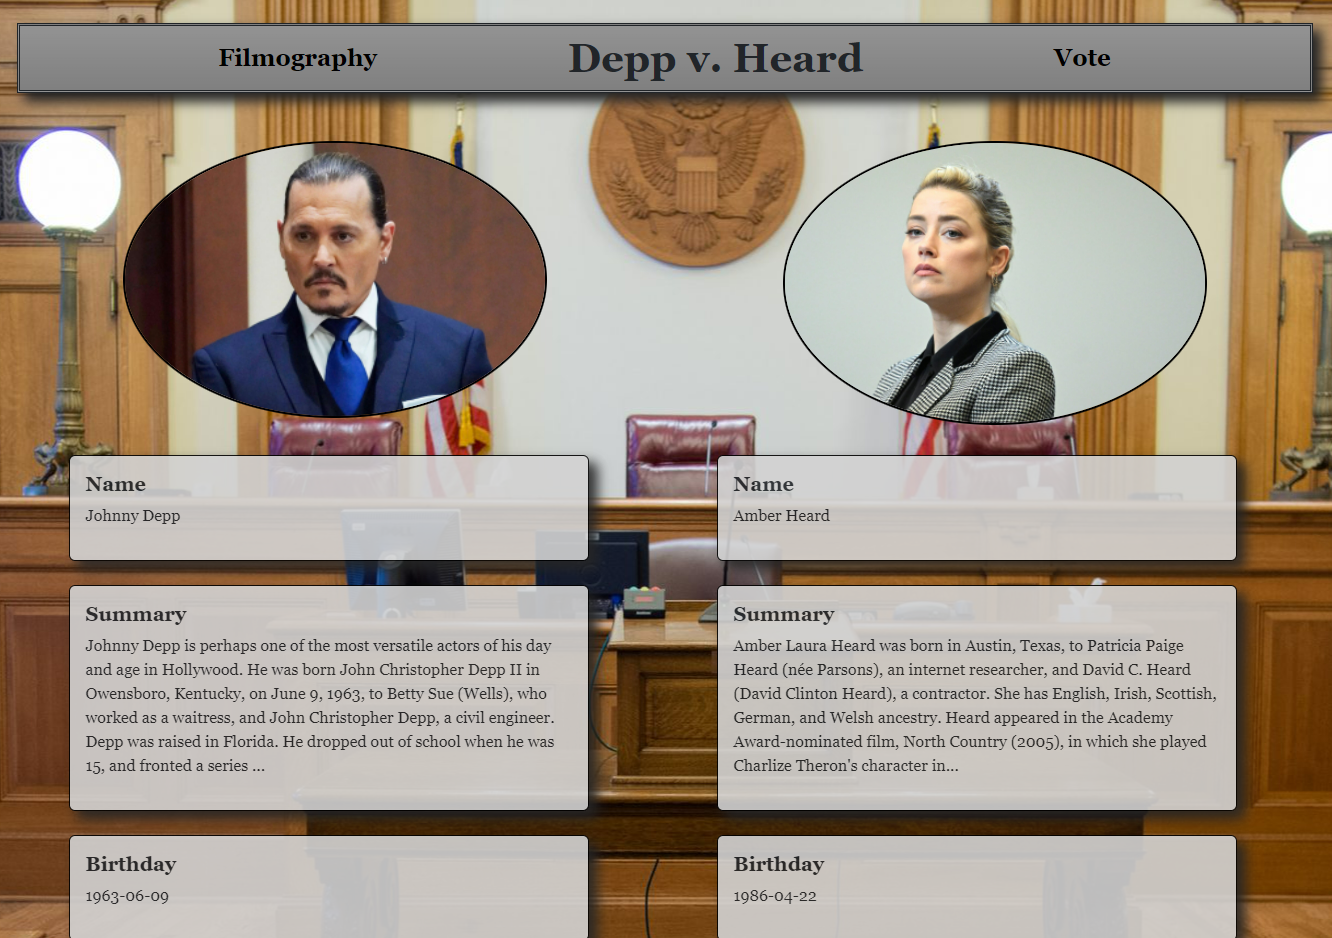 Filmography
Depp v. Heard
Vote
Name
Johnny Depp
Name
Amber Heard
Summary
Johnny Depp is perhaps one of the most versatile actors of his day
and age in Hollywood. He was born John Christopher Depp II in
Owensboro, Kentucky, on June 9, 1963, to Betty Sue (Wells), who
worked as a waitress, and John Christopher Depp, a civil engineer.
Depp was raised in Florida. He dropped out of school when he was
15, and fronted a series ...
Summary
Amber Laura Heard was born in Austin, Texas, to Patricia Paige
Heard (née Parsons), an internet researcher, and David C. Heard
(David Clinton Heard), a contractor. She has English, Irish, Scottish,
German, and Welsh ancestry. Heard appeared in the Academy
Award-nominated film, North Country (2005), in which she played
Charlize Theron's character in...
Birthday
1963-06-09
Birthday
1986-04-22